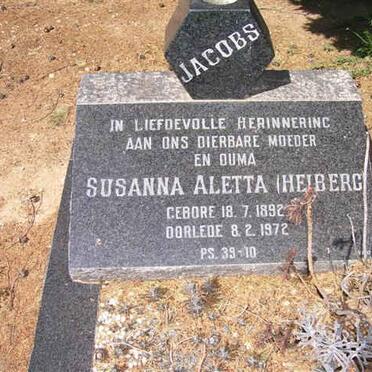 JACOBS
IN LIEFDEVOLLE HERINNERING
AAN ONS DIERBARE MOEDER
EN OUMA
SUSANNA ALETTA (HEIBERG
GEBORE 18.7.1892
OORLEDE 8.2.1972
PS. 39-10